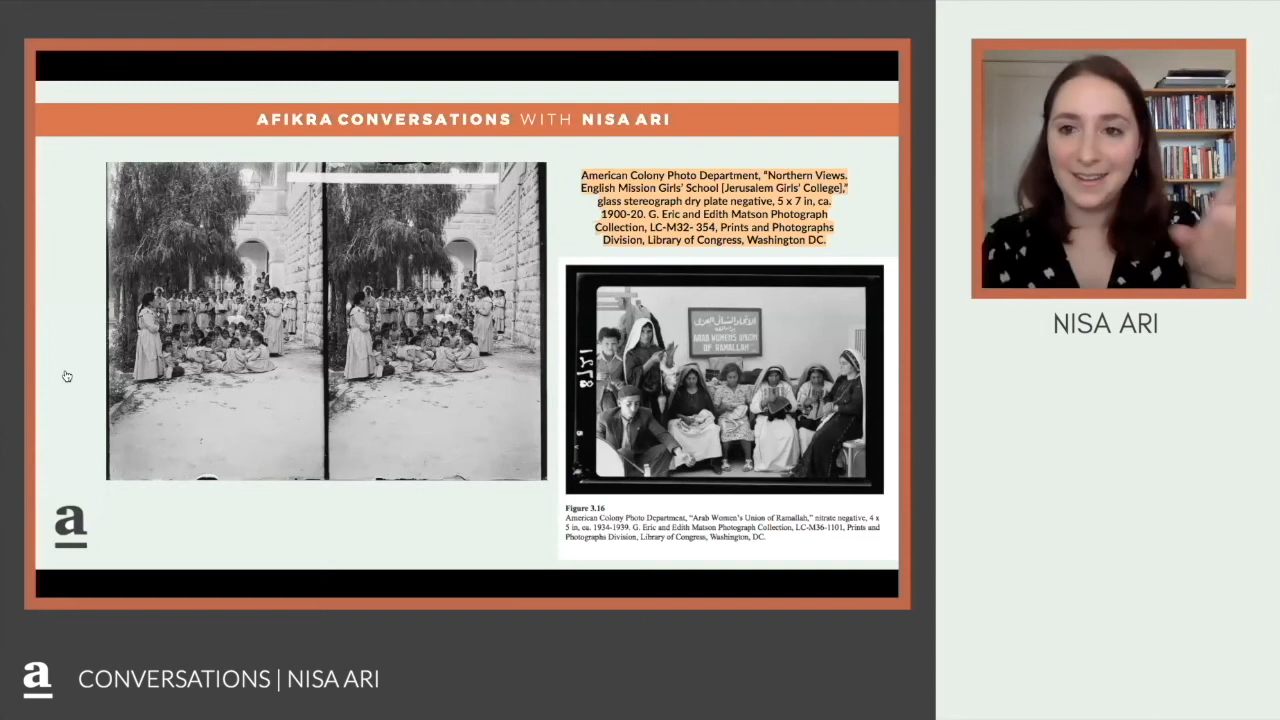 AFIKRA CONVERSATIONS WITH NISA ARI
American Colony Photo Department, “Northern Views.
English Mission Girls’ School [Jerusalem Girls’ College],”
glass stereograph dry plate negative, 5 x 7 in, ca.
1900-20. G. Eric and Edith Matson Photograph
Collection, LC-M32- 354, Prints and Photographs
Division, Library of Congress, Washington DC.
ARAB WOMENS UNION
OF RAMALLAH
Figure 3.16
American Colony Photo Department, “Arab Women’s Union of Ramallah,” nitrate negative, 4 x
5 in, ca. 1934-1939. G. Eric and Edith Matson Photograph Collection, LC-M36-1101, Prints and
Photographs Division, Library of Congress, Washington, DC.
a
NISA ARI
a CONVERSATIONS | NISA ARI